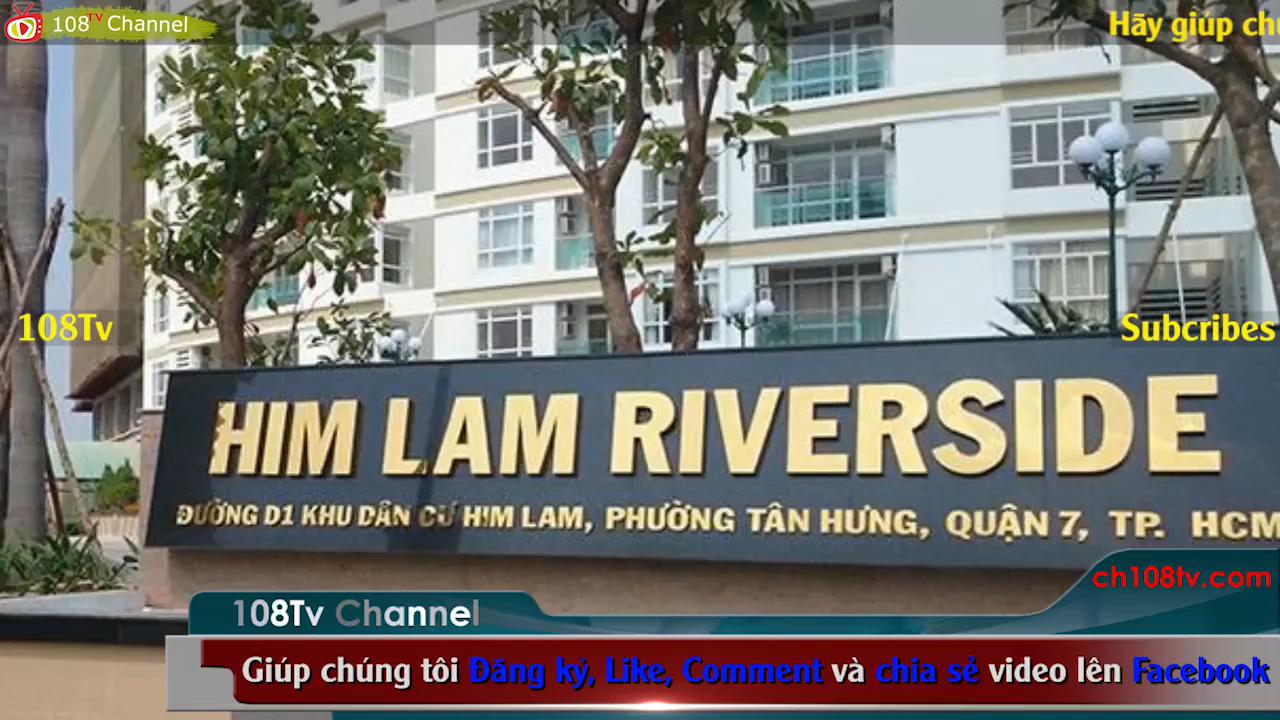 108TV Channel
Hãy giúp chú
108Tv
Subcribes
HIM LAM RIVERSIDE
ĐƯỜNG D1 KHU DÂN CƯ HIM LAM, PHƯỜNG TÂN HƯNG, QUẬN 7, TP. HCM
ch108tv.com
108Tv Channel
Giúp chúng tôi Đăng ký, Like, Comment và chia sẻ video lên Facebook